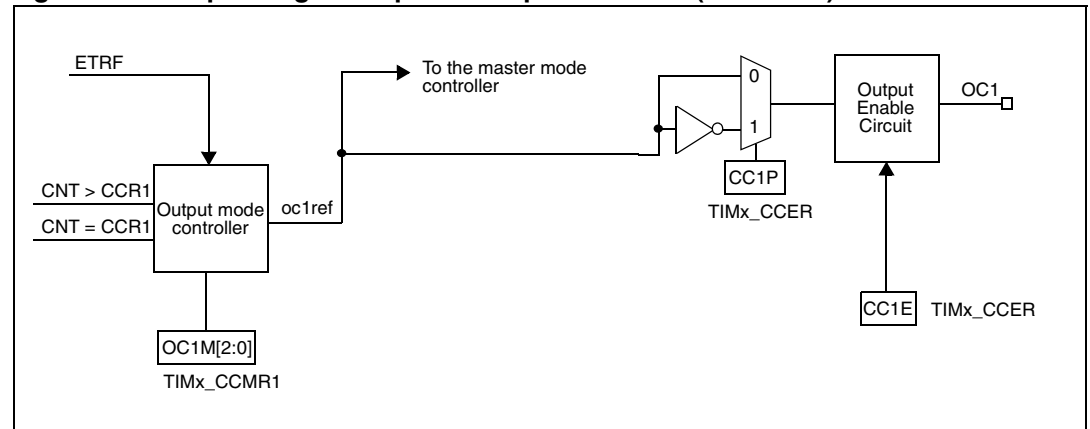 ETRF
To the master mode
controller
0
1
Output
Enable
Circuit
OC1
CC1P
TIMx_CCER
CNT > CCR1
CNT = CCR1
Output mode
controller
oc1ref
CC1E
TIMx_CCER
OC1M[2:0]
TIMx_CCMR1